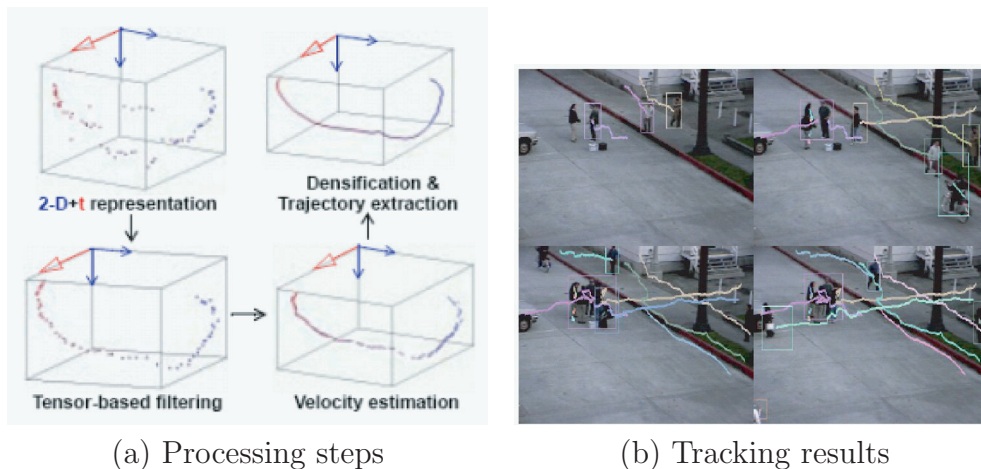 2-D+t representation
Densification &
Trajectory extraction
Tensor-based filtering
Velocity estimation
(a) Processing steps
(b) Tracking results